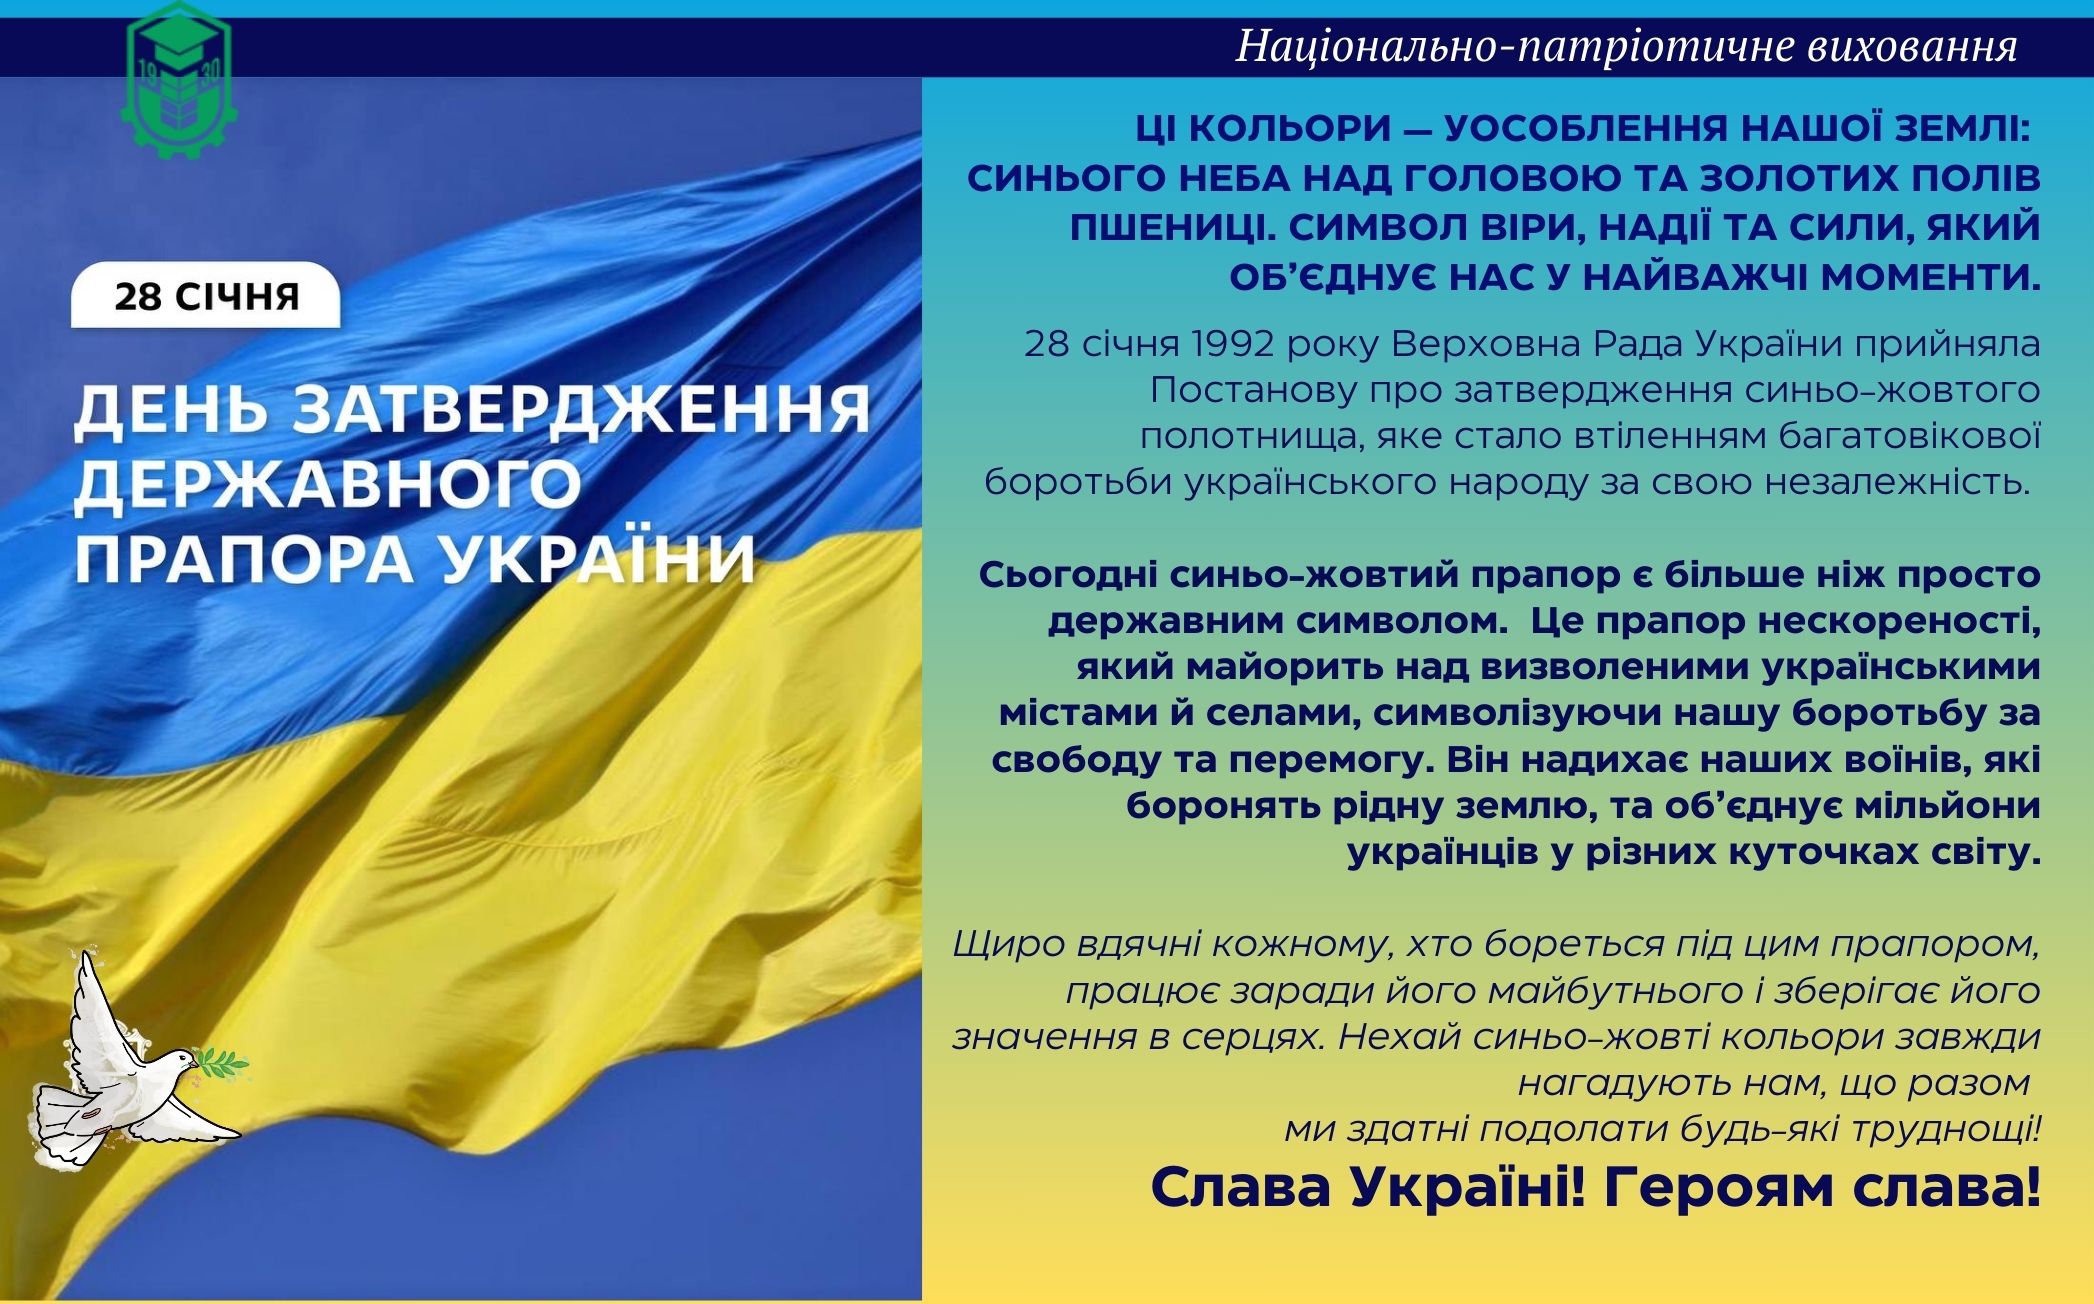 Національно-патріотичне виховання
19 30
28 СІЧНЯ
ДЕНЬ ЗАТВЕРДЖЕННЯ
ДЕРЖАВНОГО
ПРАПОРА УКРАЇНИ
ЦІ КОЛЬОРИ — УОСОБЛЕННЯ НАШОЇ ЗЕМЛІ:
СИНЬОГО НЕБА НАД ГОЛОВОЮ ТА ЗОЛОТИХ ПОЛІВ
ПШЕНИЦІ. СИМВОЛ ВІРИ, НАДІЇ ТА СИЛИ, ЯКИЙ
ОБ’ЄДНУЄ НАС У НАЙВАЖЧІ МОМЕНТИ.
28 січня 1992 року Верховна Рада України прийняла
Постанову про затвердження синьо-жовтого
полотнища, яке стало втіленням багатовікової
боротьби українського народу за свою незалежність.
Сьогодні синьо-жовтий прапор є більше ніж просто
державним символом. Це прапор нескореності,
який майорить над визволеними українськими
містами й селами, символізуючи нашу боротьбу за
свободу та перемогу. Він надихає наших воїнів, які
боронять рідну землю, та об’єднує мільйони
українців у різних куточках світу.
Щиро вдячні кожному, хто бореться під цим прапором,
працює заради його майбутнього і зберігає його
значення в серцях. Нехай синьо-жовті кольори завжди
нагадують нам, що разом
ми здатні подолати будь-які труднощі!
Слава Україні! Героям слава!